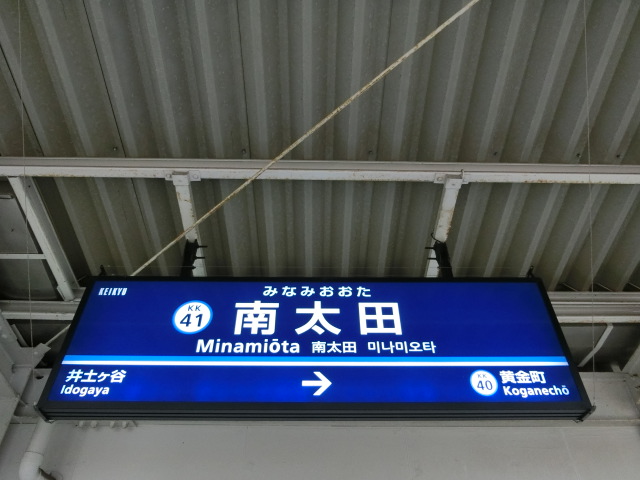 KEIKYU
みなみおおた
KK 41 南太田
Minamiōta 南太田 미나미오타
井土ヶ谷
Idogaya
→
KK 40 黄金町
Koganechō